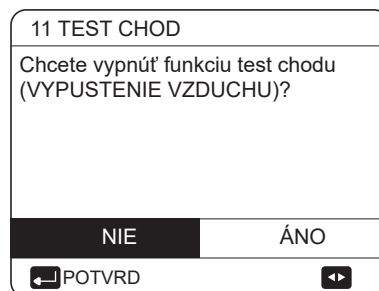 11 TEST CHOD
Chcete vypnúť funkciu test chodu
(VYPUSTENIE VZDUCHU)?
NIE ÁNO
POTVRD